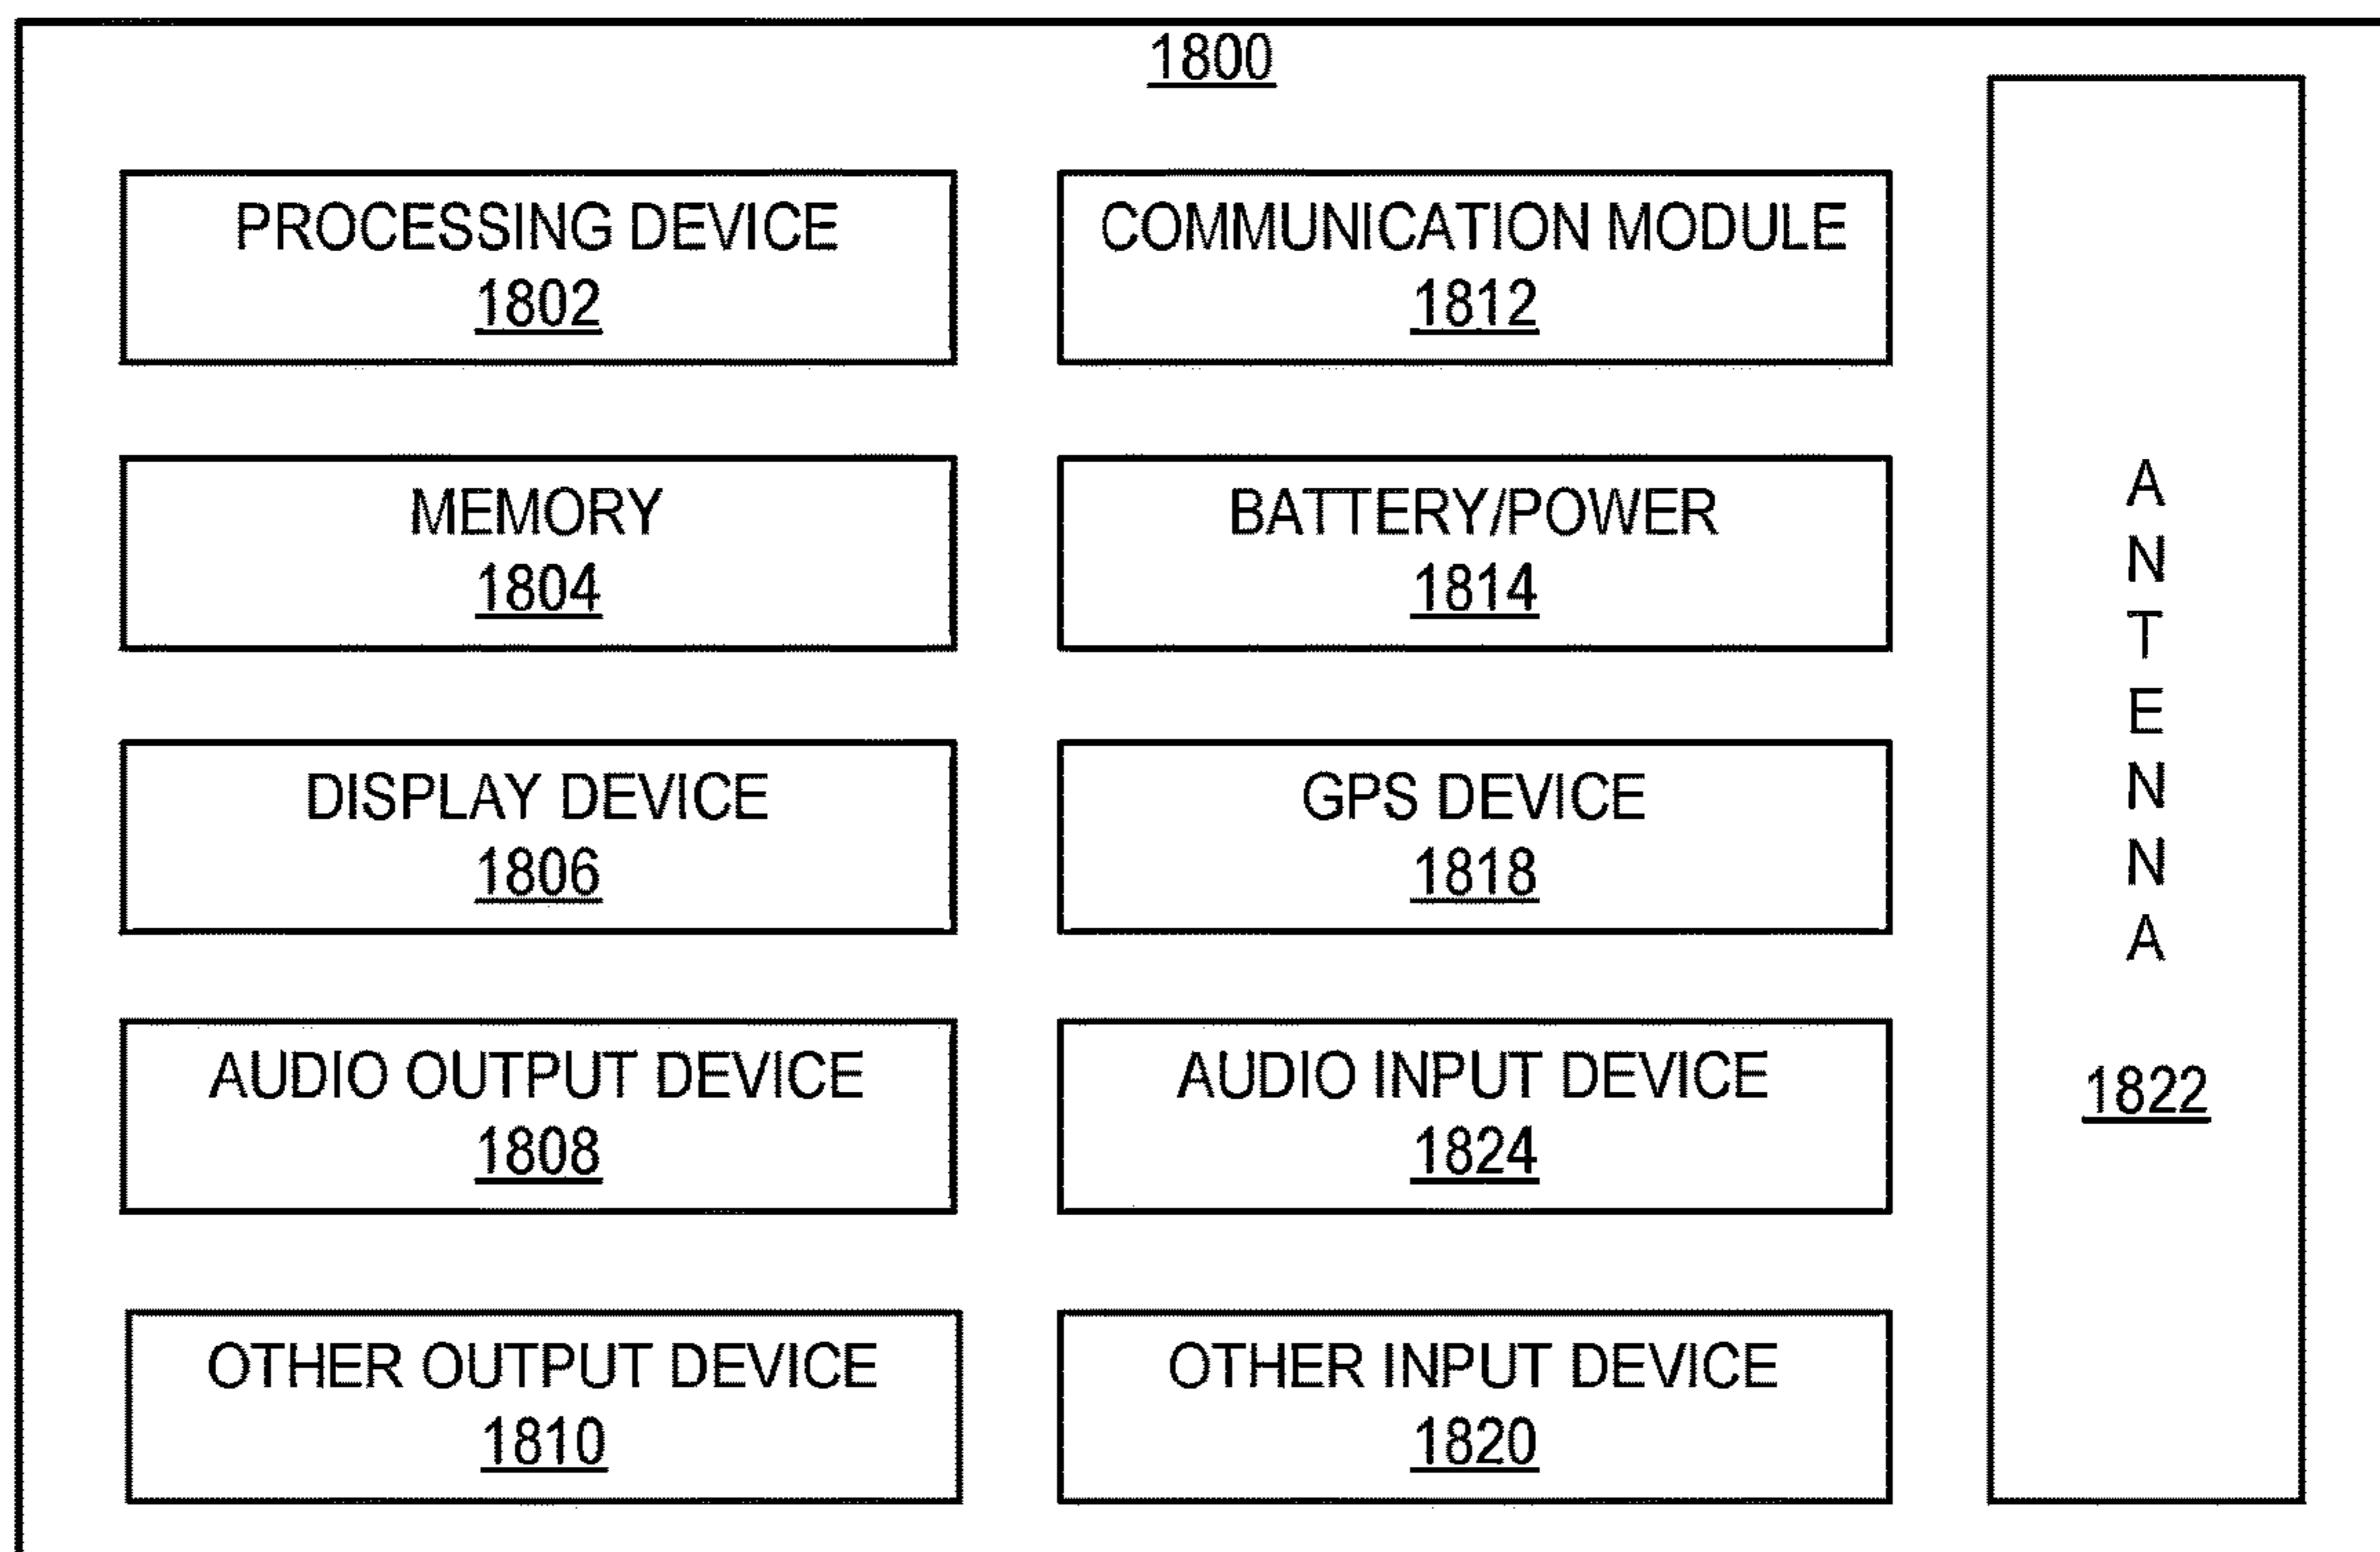 1800
PROCESSING DEVICE
1802
COMMUNICATION MODULE
1812
MEMORY
1804
BATTERY/POWER
1814
DISPLAY DEVICE
1806
GPS DEVICE
1818
AUDIO OUTPUT DEVICE
1808
AUDIO INPUT DEVICE
1824
OTHER OUTPUT DEVICE
1810
OTHER INPUT DEVICE
1820
ANTENNA
1822